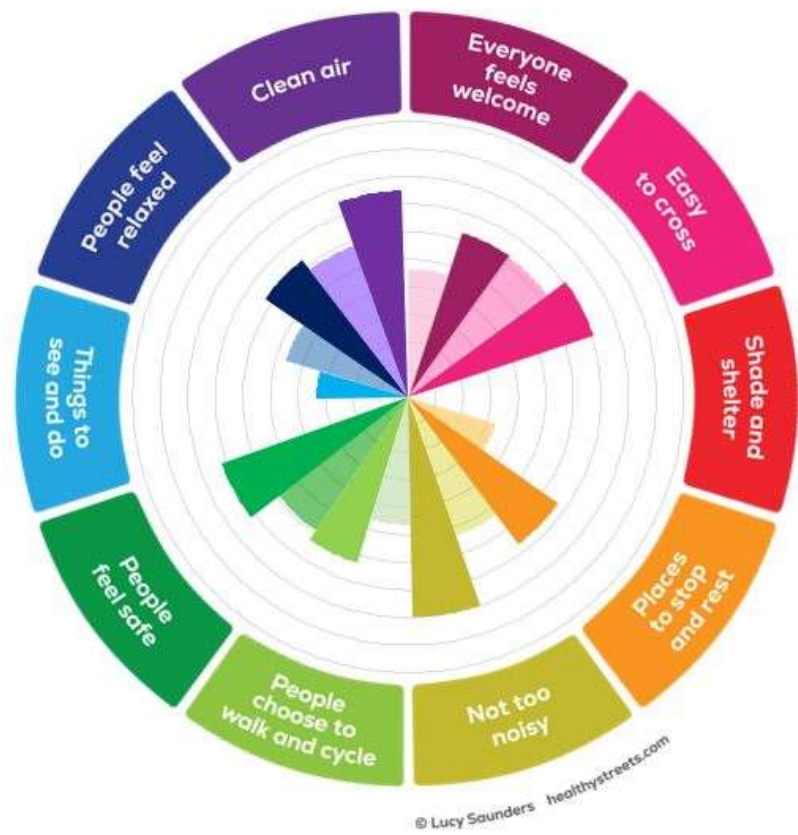 Everyone
feels
welcome
Easy
to cross
Shade and
shelter
Places
to stop
and rest
Not too
noisy
People
choose to
walk and cycle
People
feel safe
Things to
see and do
People feel
relaxed
Clean air
© Lucy Saunders healthystreets.com